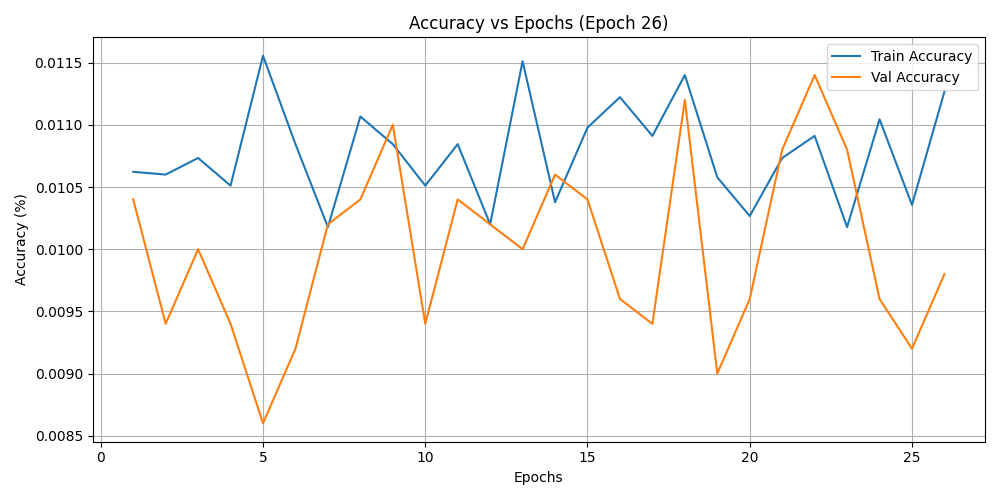 Accuracy vs Epochs (Epoch 26)
Train Accuracy
Val Accuracy
Accuracy (%)
0.0115
0.0110
0.0105
0.0100
0.0095
0.0090
0.0085
0 5 10 15 20 25
Epochs